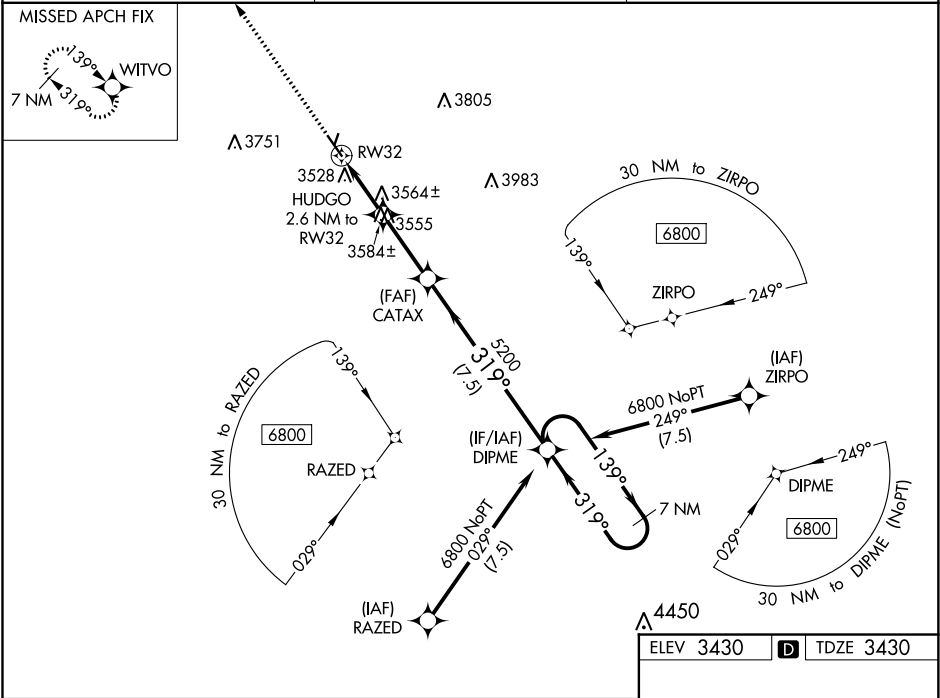 MISSED APCH FIX
139°
WITVO
7 NM
319°
3805
3751
RW32
3528
3564±
3983
HUDGO
2.6 NM to
RW32
3555
3584±
(FAF)
CATAX
30 NM to ZIRPO
6800
139°
ZIRPO
249°
5200
319°
(7.5)
(IAF)
ZIRPO
6800 NoPT
249°
(7.5)
30 NM to RAZED
139°
6800
RAZED
029°
(IF/IAF)
DIPME
139°
319°
7 NM
249°
DIPME
6800
029°
30 NM to DIPME (NoPT)
6800 NoPT
029°
(7.5)
(IAF)
RAZED
4450
ELEV 3430
D
TDZE 3430